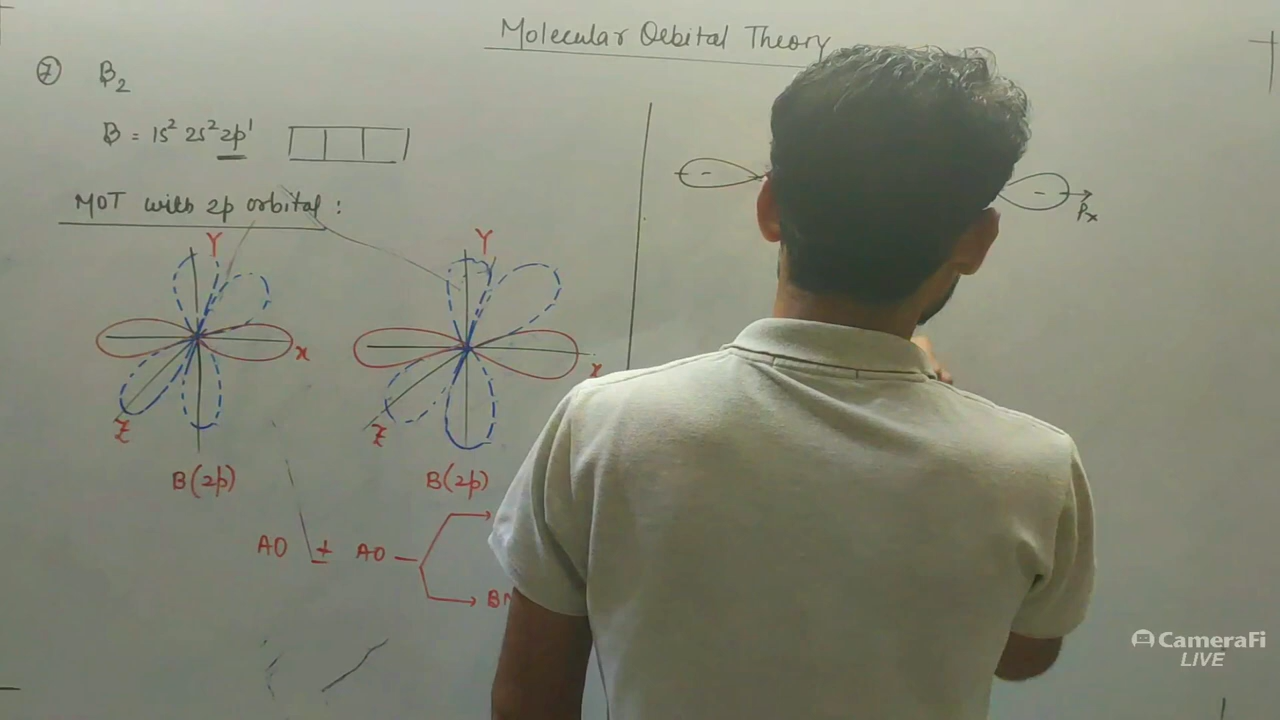 Molecular Orbital Theory
⑦ B₂
B = 1s² 2s² 2p¹
MOT with 2p orbital :
Y
Y
x
x
Z
Z
B(2p)
B(2p)
AO ± AO
-
-
Px
CameraFi
LIVE